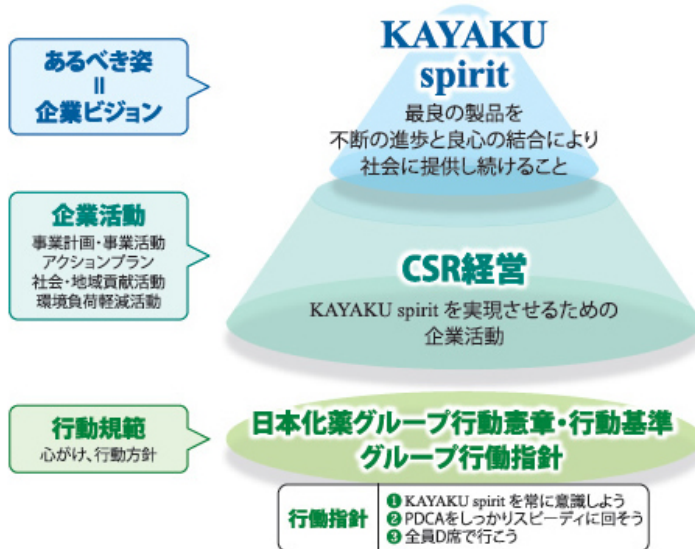 あるべき姿
=
企業ビジョン
KAYAKU
spirit
最良の製品を
不断の進歩と良心の結合により
社会に提供し続けること
企業活動
事業計画・事業活動
アクションプラン
社会・地域貢献活動
環境負荷軽減活動
CSR経営
KAYAKU spirit を実現させるための
企業活動
行動規範
心がけ、行動方針
日本化薬グループ行動憲章・行動基準
グループ行働指針
行働指針
❶ KAYAKU spirit を常に意識しよう
❷ PDCAをしっかりスピーディに回そう
❸ 全員D席で行こう